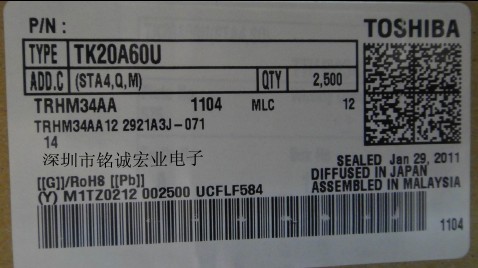 P/N :
TOSHIBA
TYPE TK20A60U
ADD.C (STA4,Q,M) QTY 2,500
TRHM34AA 1104 MLC 12
TRHM34AA12 2921A3J-071
14
深圳市铭诚宏业电子
SEALED Jan 29, 2011
[[G]]/RoHS [[Pb]]
DIFFUSED IN JAPAN
(Y) M1TZ0212 002500 UCFLF584
ASSEMBLED IN MALAYSIA
1104